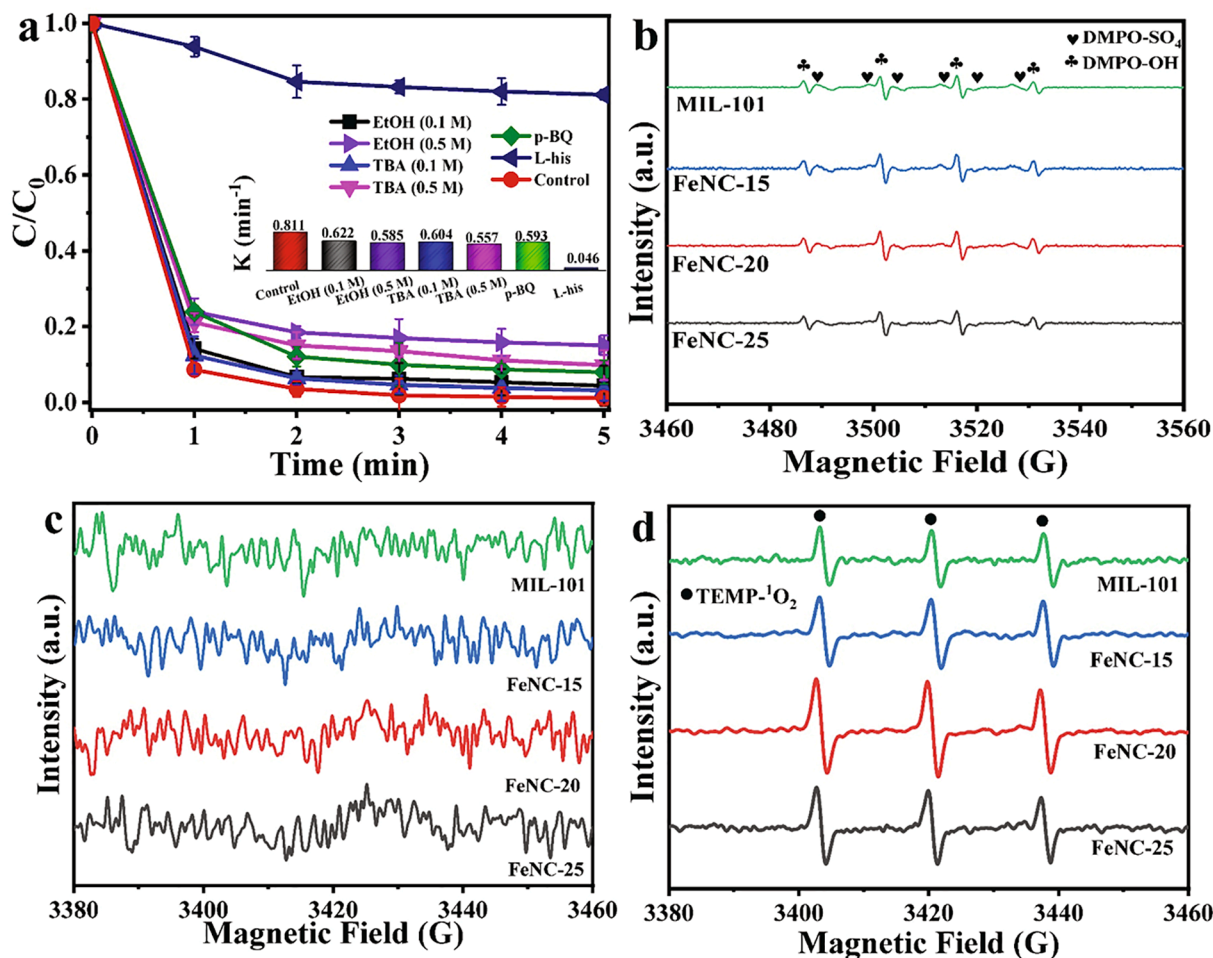 a
1.0
0.8
0.6
0.4
0.2
0.0
C/C0
EtOH (0.1 M)
EtOH (0.5 M)
TBA (0.1 M)
TBA (0.5 M)
p-BQ
L-his
Control
K (min-1)
0.811
0.622
0.585
0.604
0.557
0.593
0.046
Control
EtOH (0.1 M)
EtOH (0.5 M)
TBA (0.1 M)
TBA (0.5 M)
p-BQ
L-his
0 1 2 3 4 5
Time (min)
b
♥ DMPO-SO4
♣ DMPO-OH
MIL-101
FeNC-15
FeNC-20
FeNC-25
Intensity (a.u.)
3460 3480 3500 3520 3540 3560
Magnetic Field (G)
c
MIL-101
FeNC-15
FeNC-20
FeNC-25
Intensity (a.u.)
3380 3400 3420 3440 3460
Magnetic Field (G)
d
● TEMP-¹O2
MIL-101
FeNC-15
FeNC-20
FeNC-25
Intensity (a.u.)
3380 3400 3420 3440 3460
Magnetic Field (G)